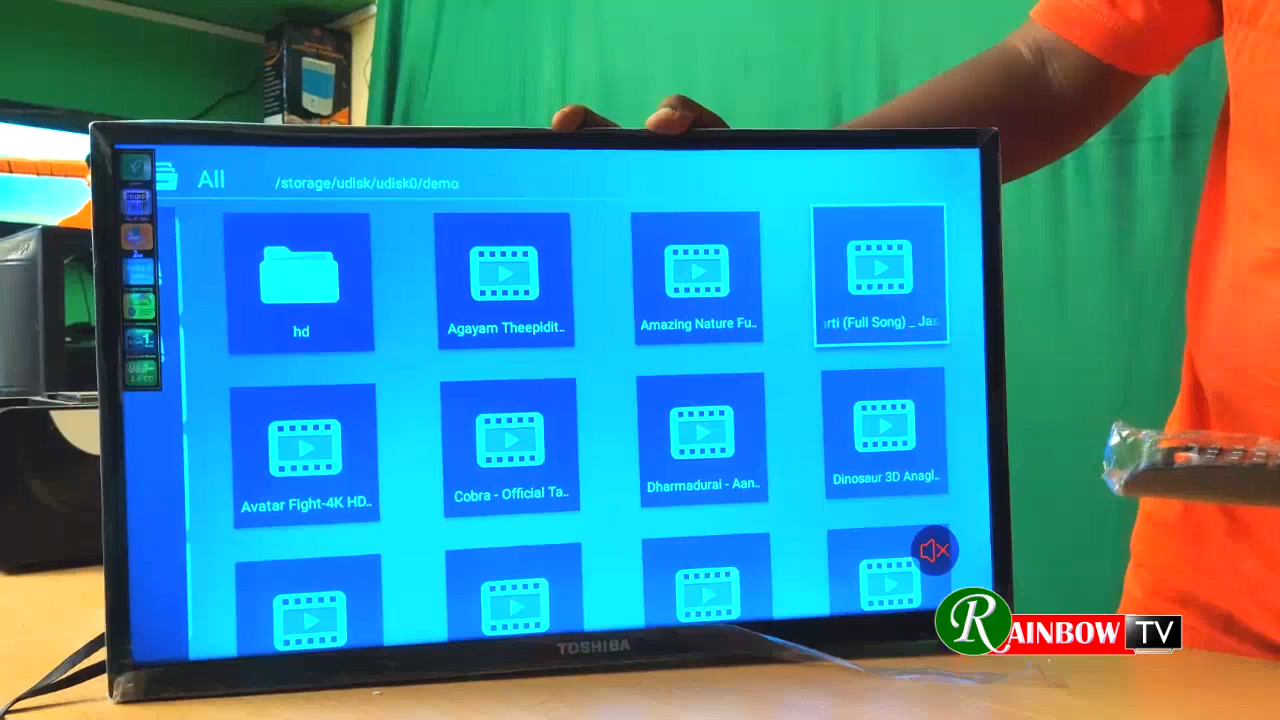 All
/storage/udisk/udisk0/demo
hd
Agayam Theepidit..
Amazing Nature Fu..
arti (Full Song) _ Jas
Avatar Fight-4K HD..
Cobra - Official Ta..
Dharmadurai - Aan..
Dinosaur 3D Anagl..
TOSHIBA
RAINBOW TV